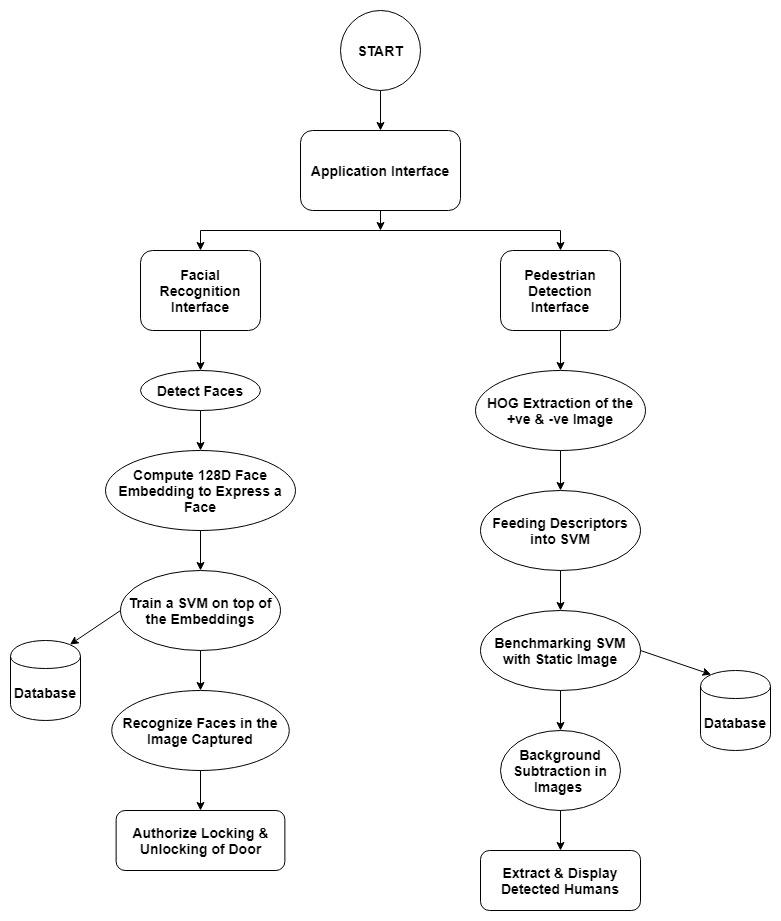 START
Application Interface
Facial
Recognition
Interface
Detect Faces
Compute 128D Face
Embedding to Express a
Face
Train a SVM on top of
the Embeddings
Database
Recognize Faces in the
Image Captured
Authorize Locking &
Unlocking of Door
Pedestrian
Detection
Interface
HOG Extraction of the
+ve & -ve Image
Feeding Descriptors
into SVM
Benchmarking SVM
with Static Image
Database
Background
Subtraction in
Images
Extract & Display
Detected Humans